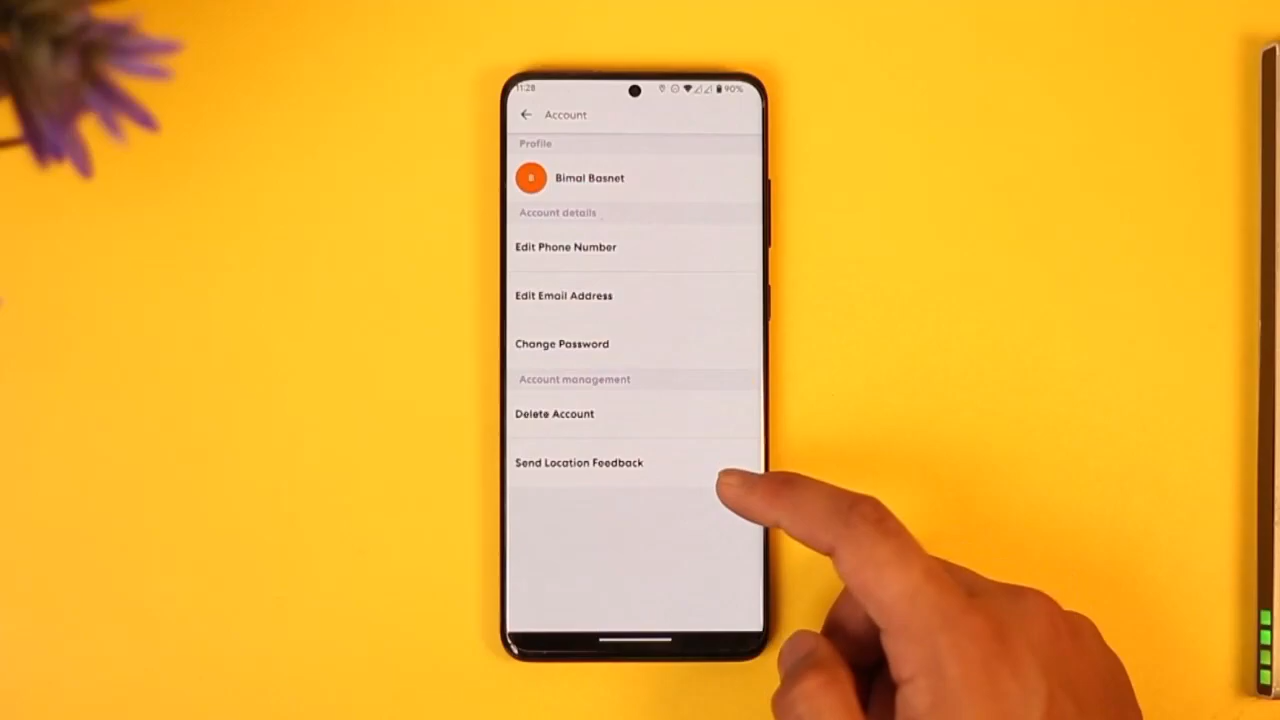 11:28 90%
Account
Profile
B Bimal Basnet
Account details
Edit Phone Number
Edit Email Address
Change Password
Account management
Delete Account
Send Location Feedback